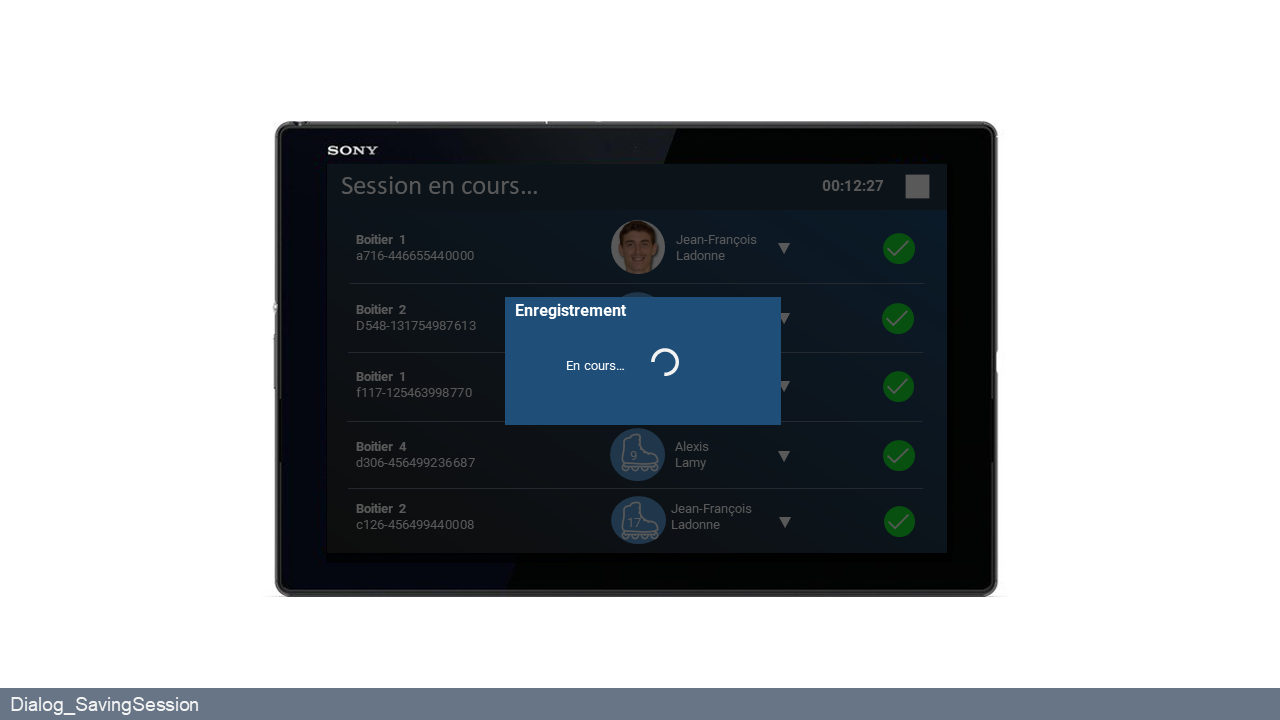 SONY
Session en cours...
00:12:27
Boitier 1
a716-446655440000
Jean-François
Ladonne
Boitier 2
D548-131754987613
Enregistrement
En cours...
Boitier 1
f117-125463998770
Boitier 4
d306-456499236687
9
Alexis
Lamy
Boitier 2
c126-456499440008
17
Jean-François
Ladonne
Dialog_SavingSession